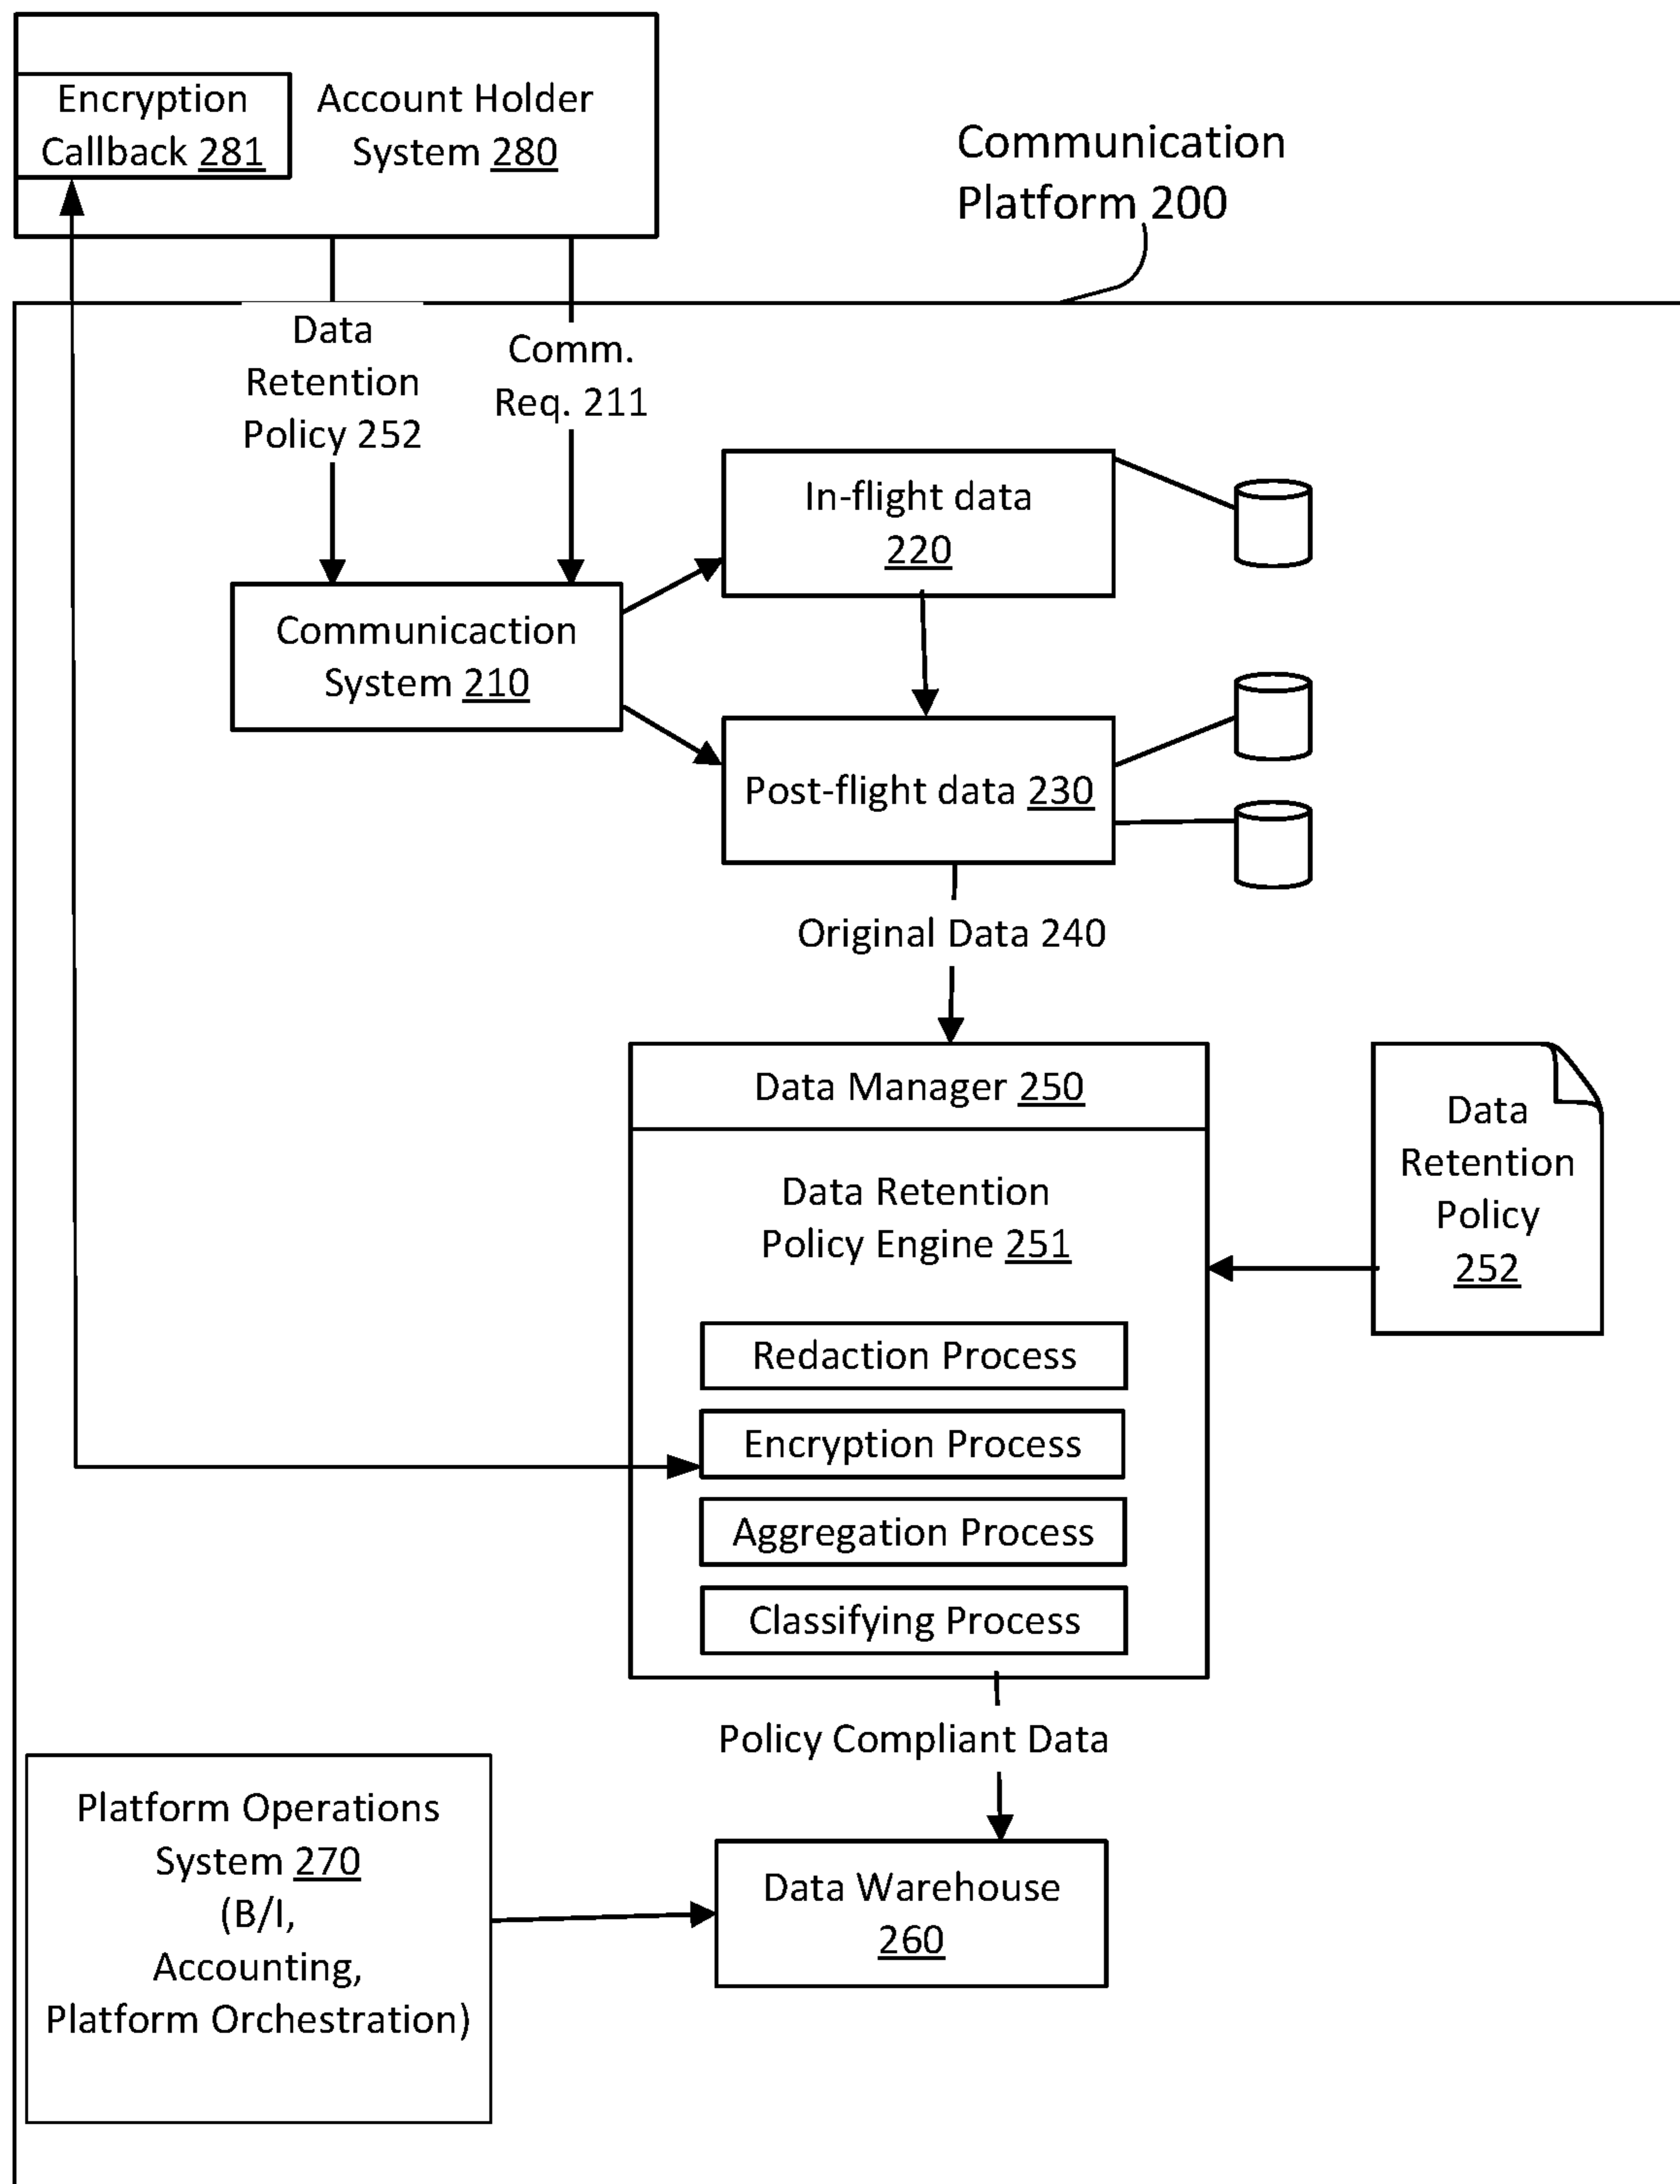 Encryption
Callback 281
Account Holder
System 280
Communication
Platform 200
Data
Retention
Policy 252
Comm.
Req. 211
In-flight data
220
Communicaction
System 210
Post-flight data 230
Original Data 240
Data Manager 250
Data Retention
Policy Engine 251
Data
Retention
Policy
252
Redaction Process
Encryption Process
Aggregation Process
Classifying Process
Policy Compliant Data
Platform Operations
System 270
(B/I,
Accounting,
Platform Orchestration)
Data Warehouse
260